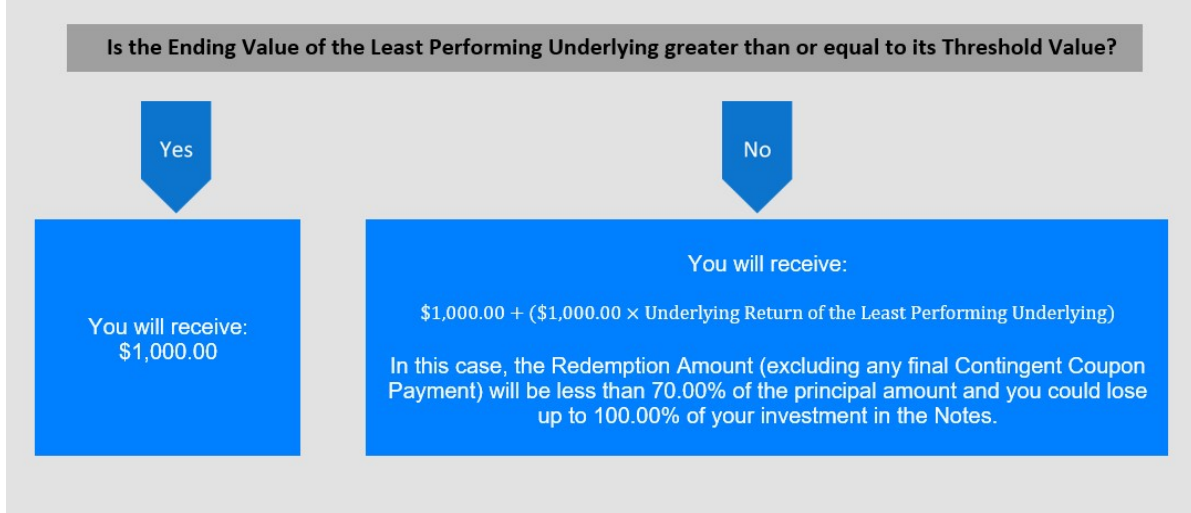 Is the Ending Value of the Least Performing Underlying greater than or equal to its Threshold Value?
Yes
No
You will receive:
$1,000.00
You will receive:
$1,000.00 + ($1,000.00 × Underlying Return of the Least Performing Underlying)
In this case, the Redemption Amount (excluding any final Contingent Coupon
Payment) will be less than 70.00% of the principal amount and you could lose
up to 100.00% of your investment in the Notes.